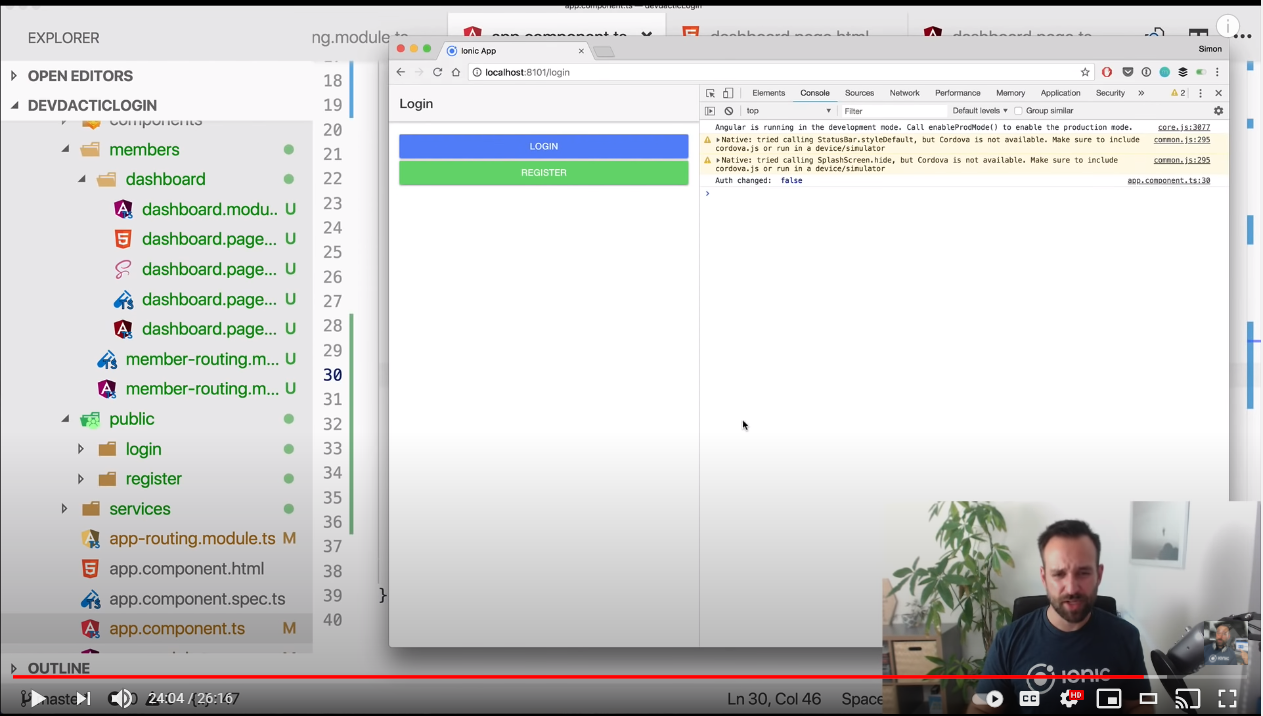 app.component.ts — devdacticLogin
EXPLORER
ng.module.ts
app.component.ts
dashboard.page.html
dashboard.page.ts
OPEN EDITORS
DEVDACTICLOGIN
components
members
dashboard
dashboard.modu...
U
dashboard.page...
U
dashboard.page...
U
dashboard.page...
U
dashboard.page...
U
member-routing.m...
U
member-routing.m...
U
public
login
register
services
app-routing.module.ts
M
app.component.html
app.component.spec.ts
app.component.ts
M
OUTLINE
18
19
20
21
22
23
24
25
26
27
28
29
30
31
32
33
34
35
36
37
38
39 }
40
Ionic App
Simon
localhost:8101/login
Login
LOGIN
REGISTER
Elements Console Sources Network Performance Memory Application Security » 2
top Filter Default levels Group similar
Angular is running in the development mode. Call enableProdMode() to enable the production mode. core.js:3077
Native: tried calling StatusBar.styleDefault, but Cordova is not available. Make sure to include common.js:295
cordova.js or run in a device/simulator
Native: tried calling SplashScreen.hide, but Cordova is not available. Make sure to include common.js:295
cordova.js or run in a device/simulator
Auth changed: false app.component.ts:30
ionic
24:04 / 26:16
Ln 30, Col 46
CC
HD